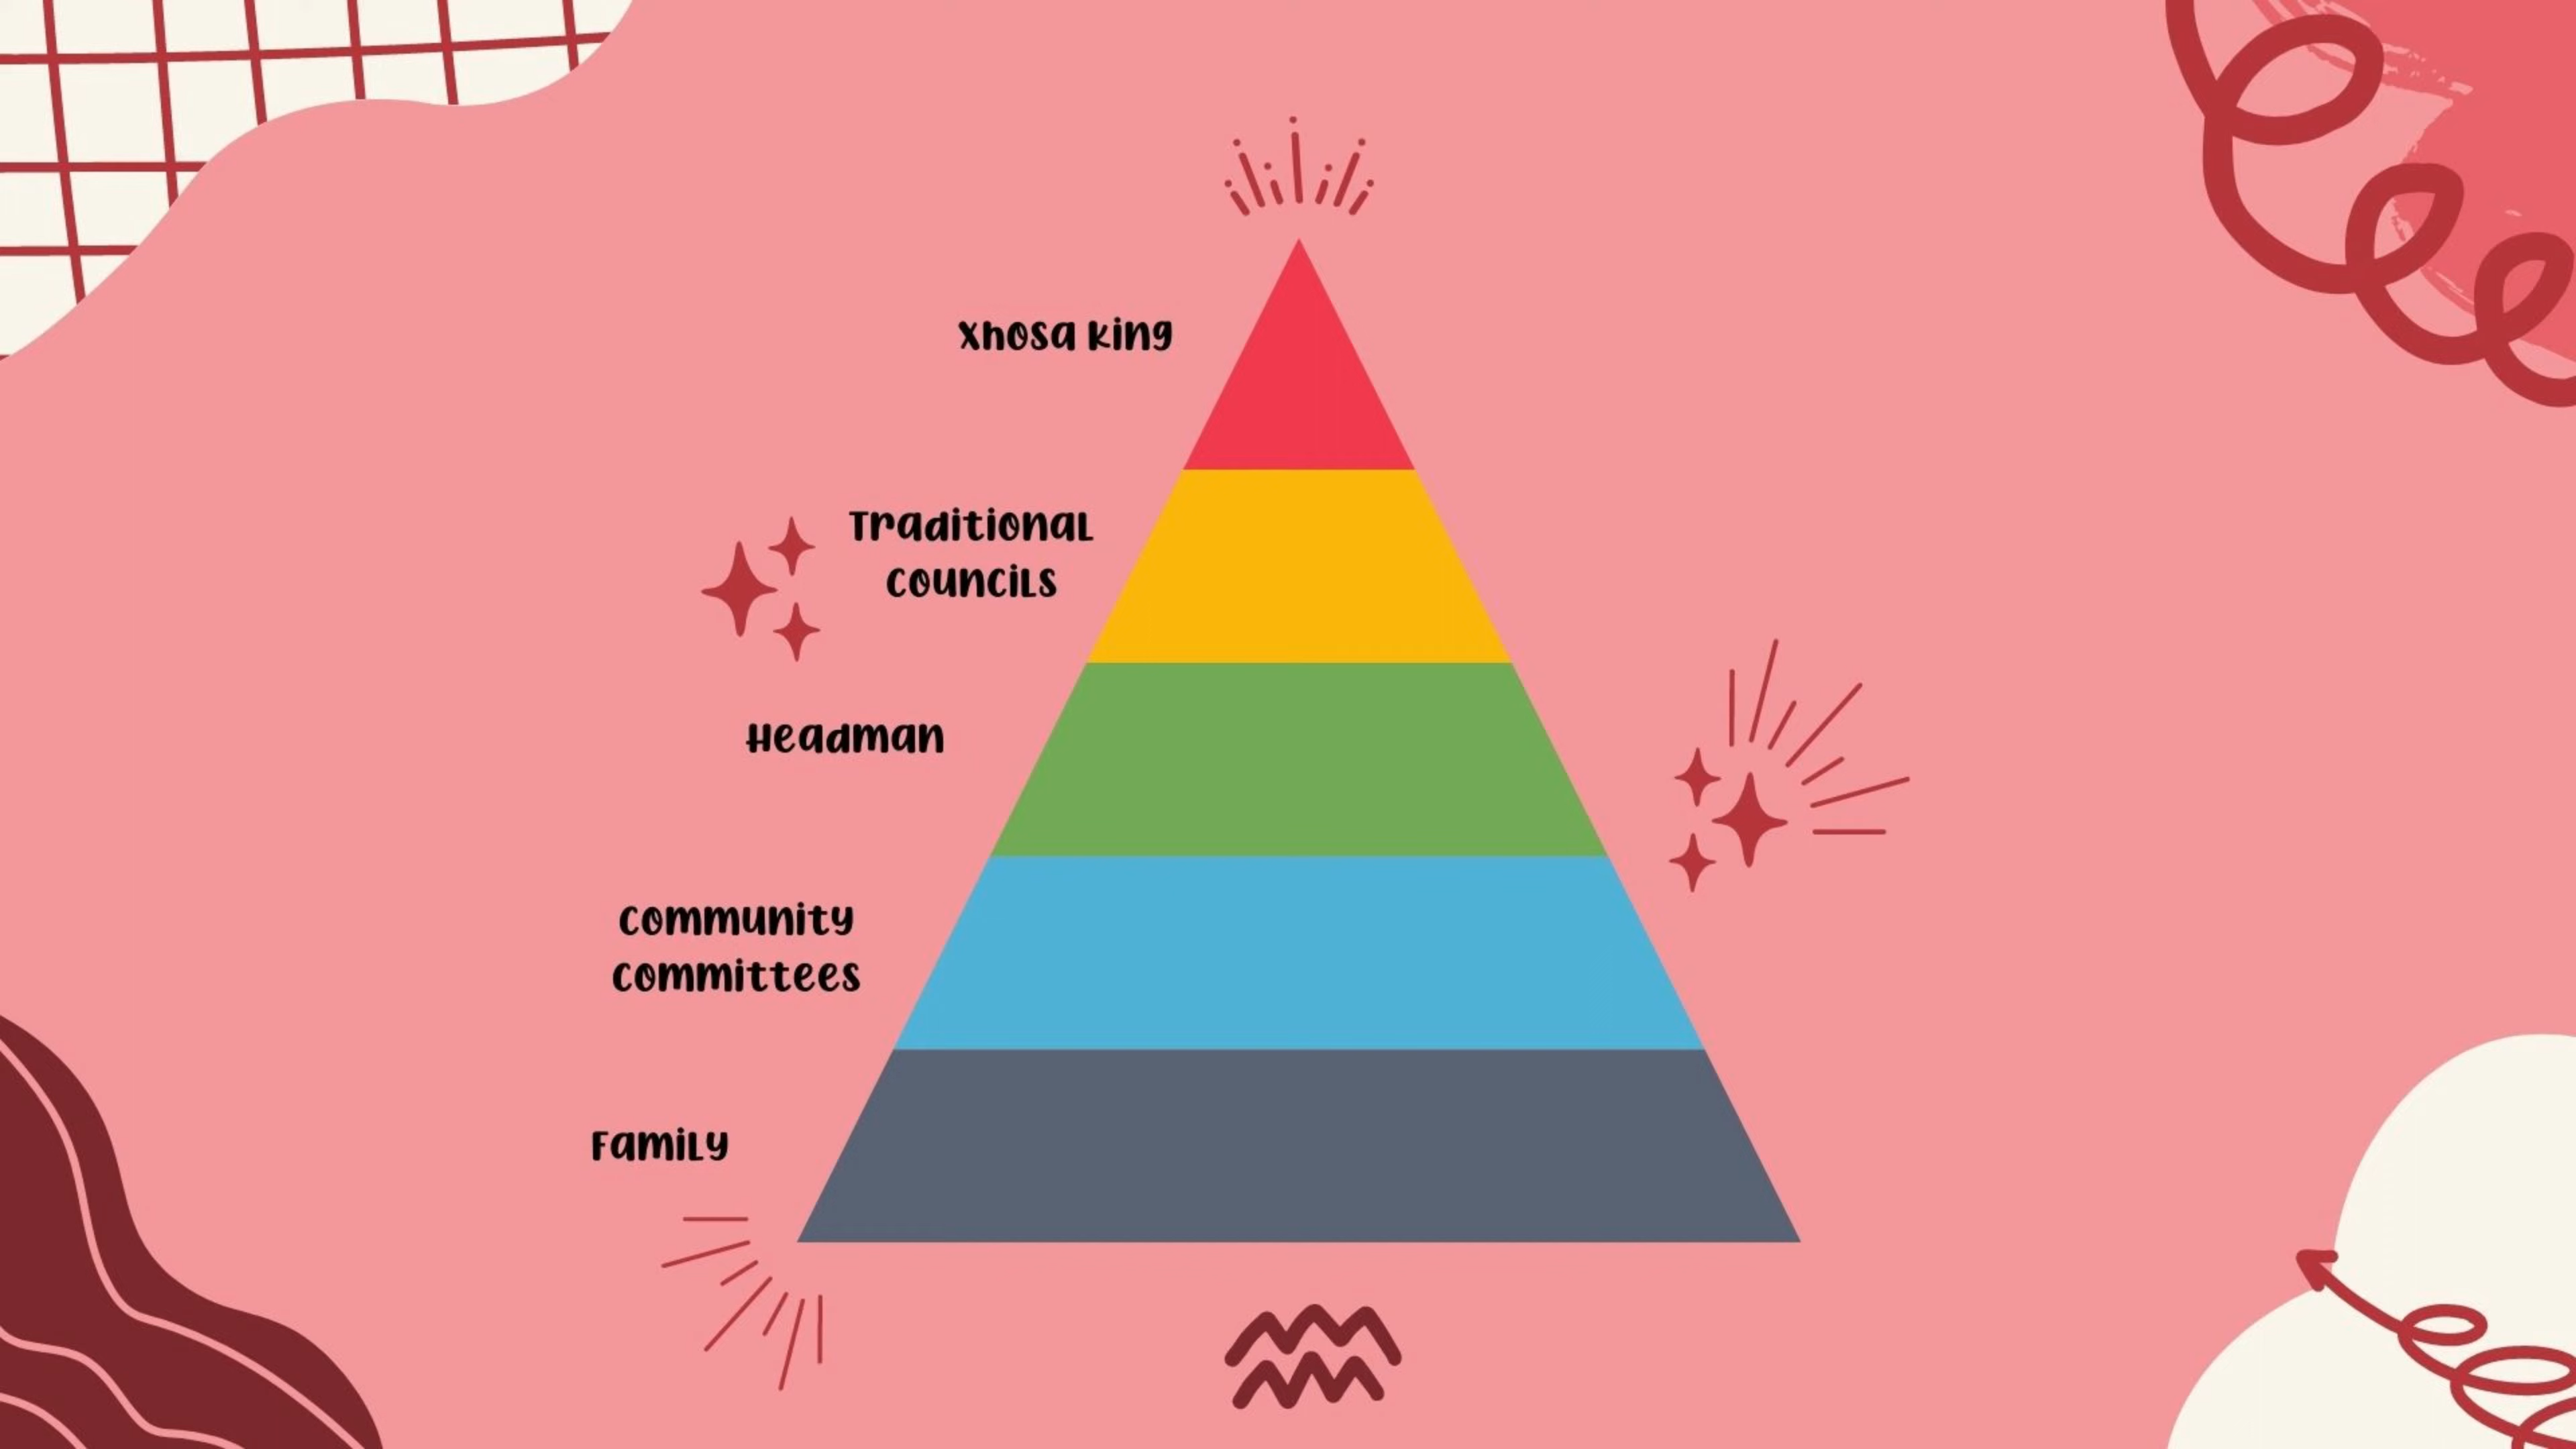 Xhosa king
Traditional
councils
Headman
community
committees
Family